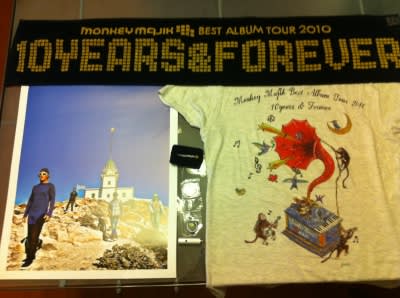 monkey majik BEST ALBUM TOUR 2010
10YEARS&FOREVER
Monkey Majik Best Album Tour 2010
10years & Forever